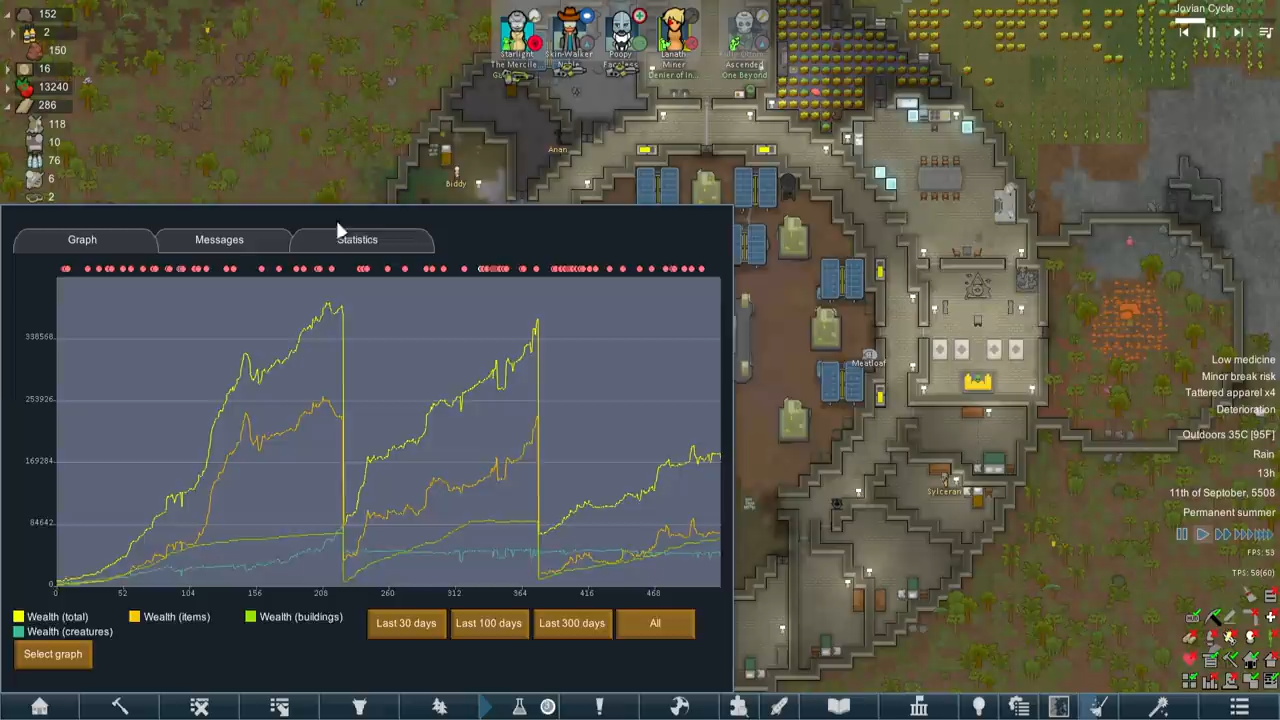 152
2
150
16
13240
286
118
10
76
6
2
Starlight
The Mercile...
Skin-Walker
Noble
Poopy
Faceless
Lanath
Miner
Denier of In...
Ascended
One Beyond
Jovian Cycle
Anan
Biddy
Meatloaf
Sylceran
Graph
Messages
Statistics
338568
253926
169284
84642
0
0
52
104
156
208
260
312
364
416
468
Wealth (total)
Wealth (items)
Wealth (buildings)
Wealth (creatures)
Last 30 days
Last 100 days
Last 300 days
All
Select graph
Low medicine
Minor break risk
Tattered apparel x4
Deterioration
Outdoors 35C [95F]
Rain
13h
11th of Septober, 5508
Permanent summer
FPS: 53
TPS: 58(60)